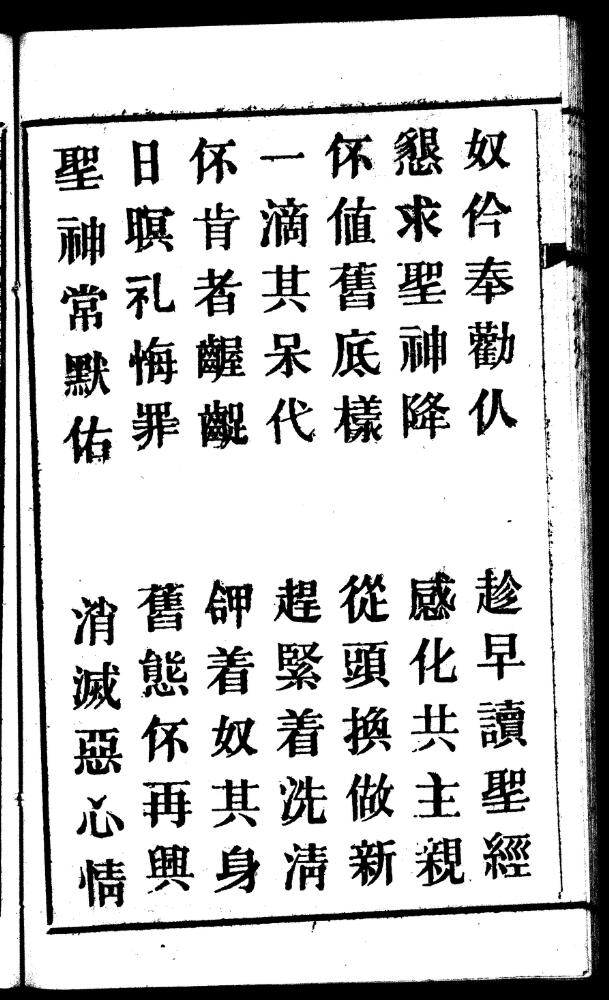 奴仱奉勸仈
趁早讀聖經
懇求聖神降
感化共主親
伓值舊底樣
從頭換做新
一滴其呆代
趕緊着洗清
伓肯者齷齪
着奴其身
日暝礼悔罪
舊態伓再興
聖神常默佑
消滅惡心情